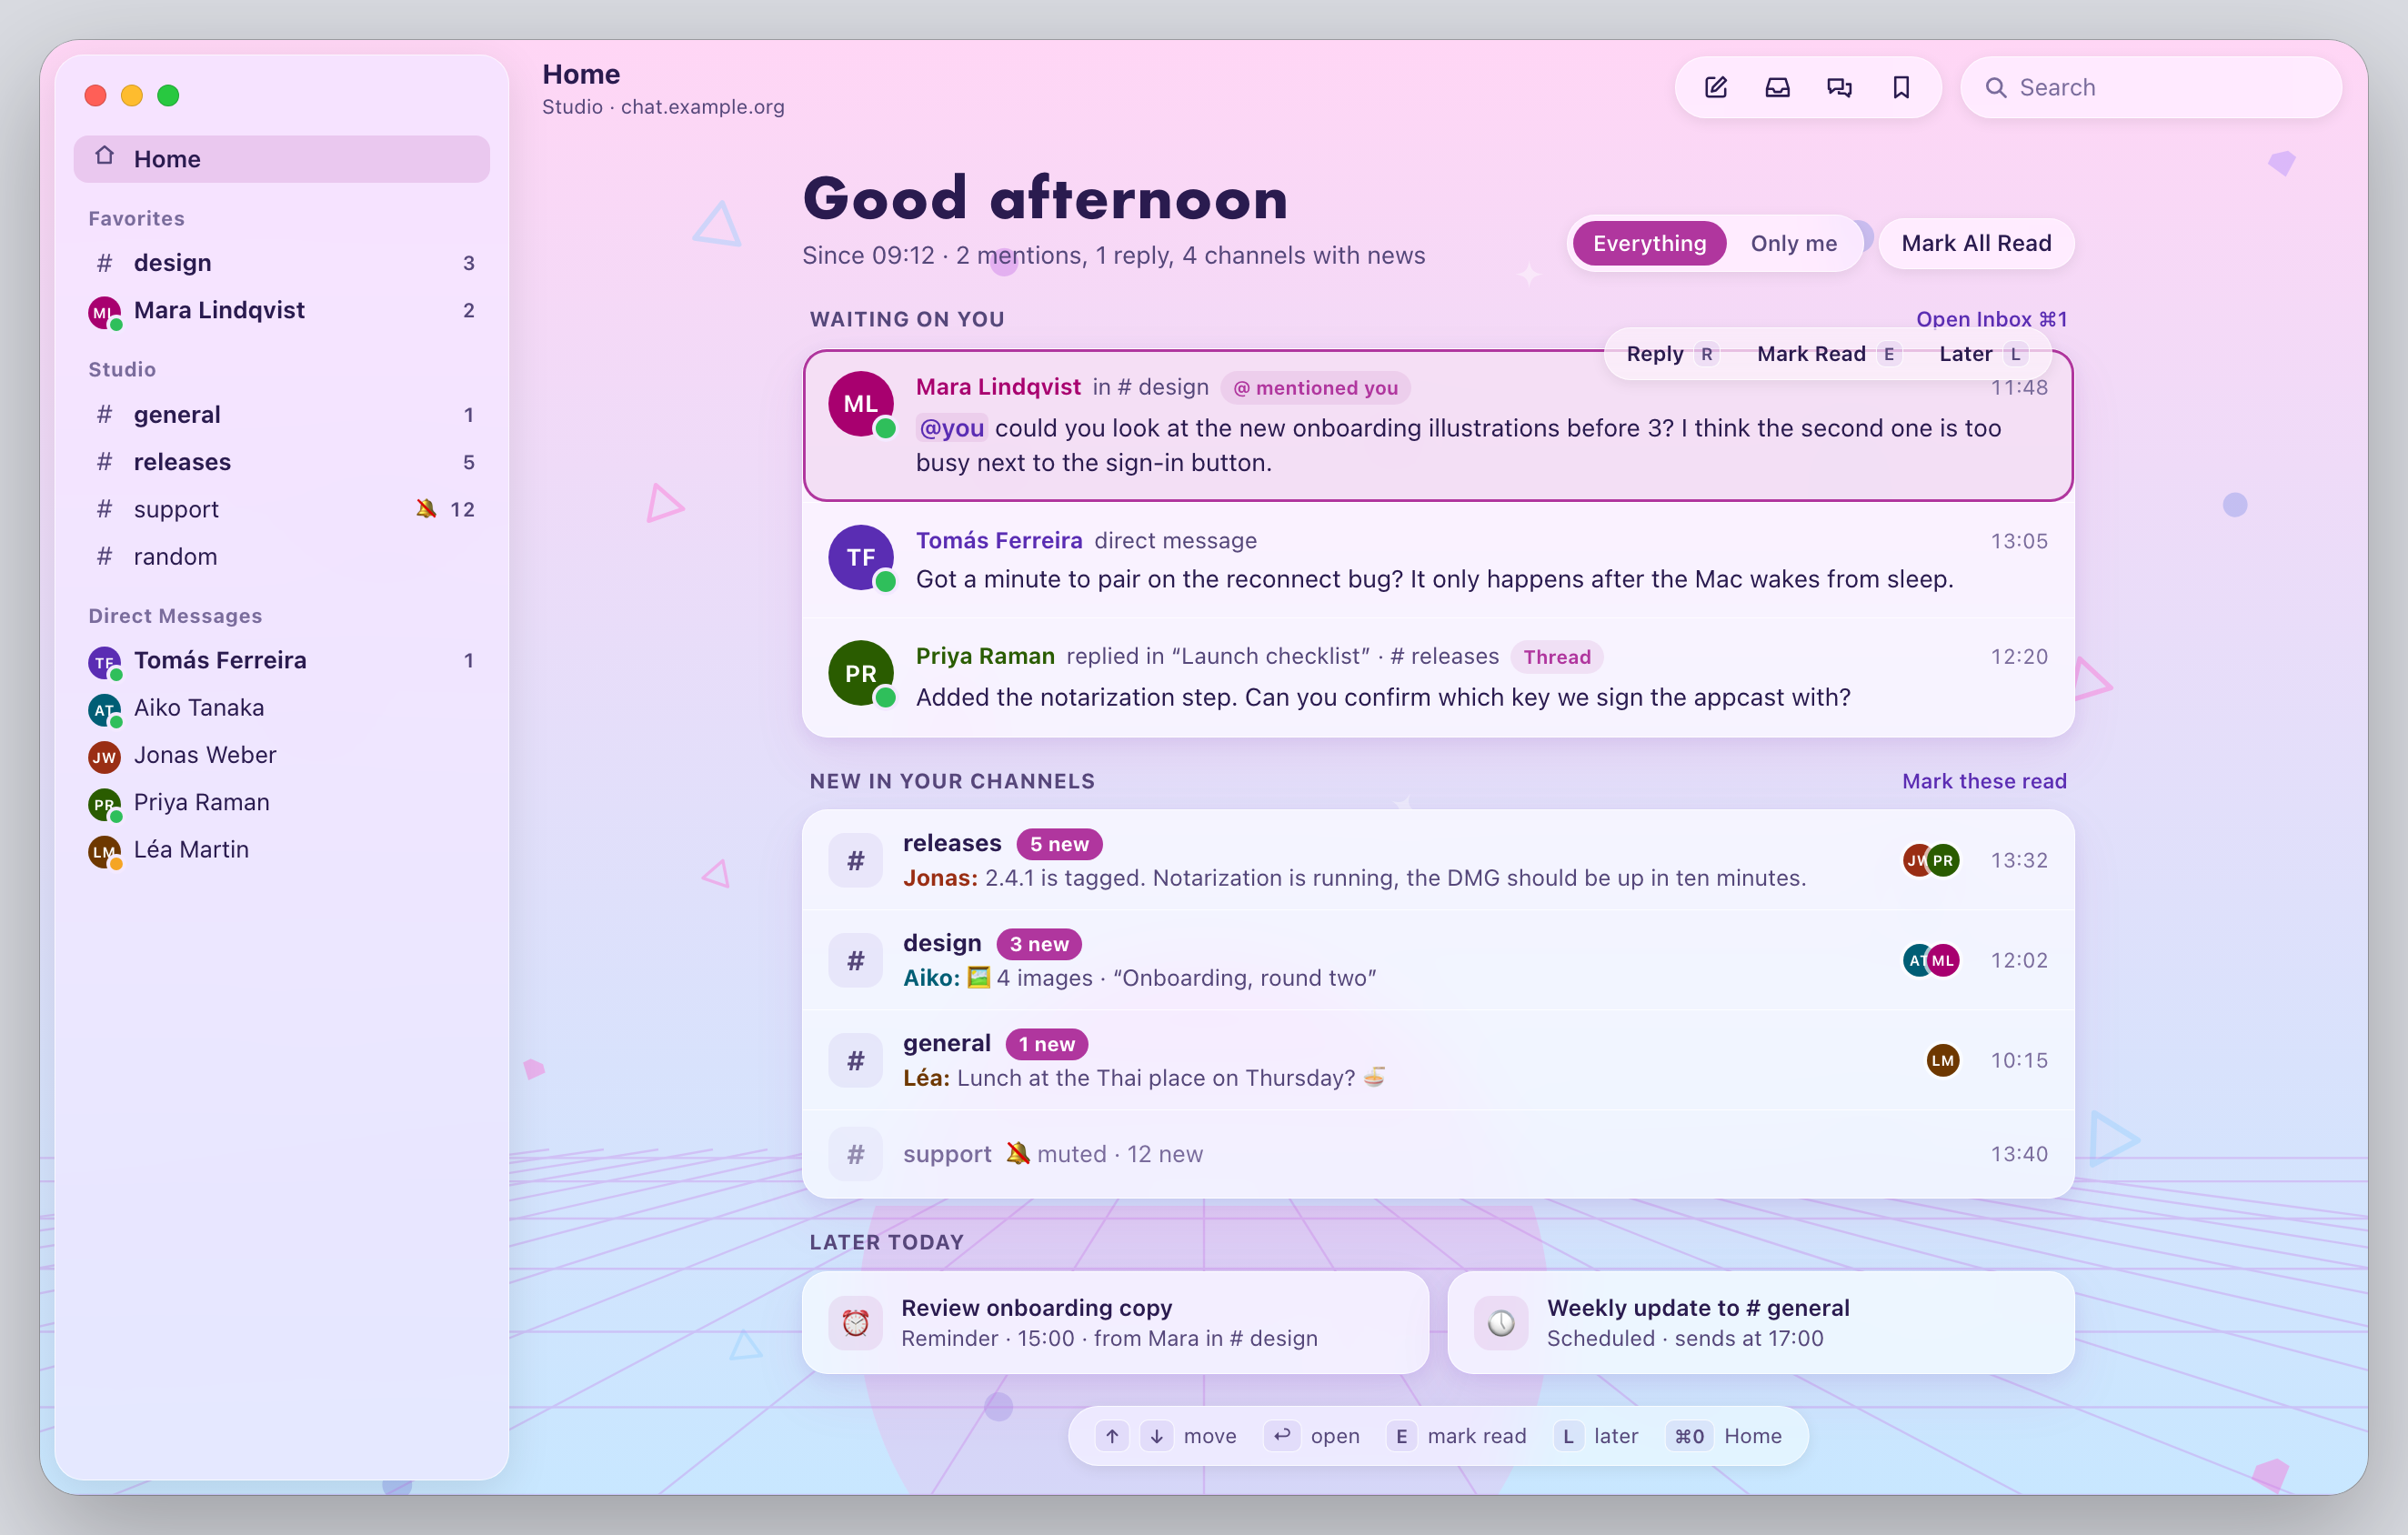 Home
Favorites
# design 3
ML Mara Lindqvist 2
Studio
# general 1
# releases 5
# support 12
# random
Direct Messages
TF Tomás Ferreira 1
AT Aiko Tanaka
JW Jonas Weber
PR Priya Raman
LM Léa Martin
Home
Studio · chat.example.org
Search
Good afternoon
Since 09:12 · 2 mentions, 1 reply, 4 channels with news
Everything Only me Mark All Read
WAITING ON YOU Open Inbox ⌘1
Reply R Mark Read E Later L
ML Mara Lindqvist in # design @ mentioned you 11:48
@you could you look at the new onboarding illustrations before 3? I think the second one is too
busy next to the sign-in button.
TF Tomás Ferreira direct message 13:05
Got a minute to pair on the reconnect bug? It only happens after the Mac wakes from sleep.
PR Priya Raman replied in “Launch checklist” · # releases Thread 12:20
Added the notarization step. Can you confirm which key we sign the appcast with?
NEW IN YOUR CHANNELS Mark these read
# releases 5 new JW PR 13:32
Jonas: 2.4.1 is tagged. Notarization is running, the DMG should be up in ten minutes.
# design 3 new AT ML 12:02
Aiko: 🖼️ 4 images · “Onboarding, round two”
# general 1 new LM 10:15
Léa: Lunch at the Thai place on Thursday? 🍜
# support 🔕 muted · 12 new 13:40
LATER TODAY
Review onboarding copy
Reminder · 15:00 · from Mara in # design
Weekly update to # general
Scheduled · sends at 17:00
↑ ↓ move ↩ open E mark read L later ⌘0 Home